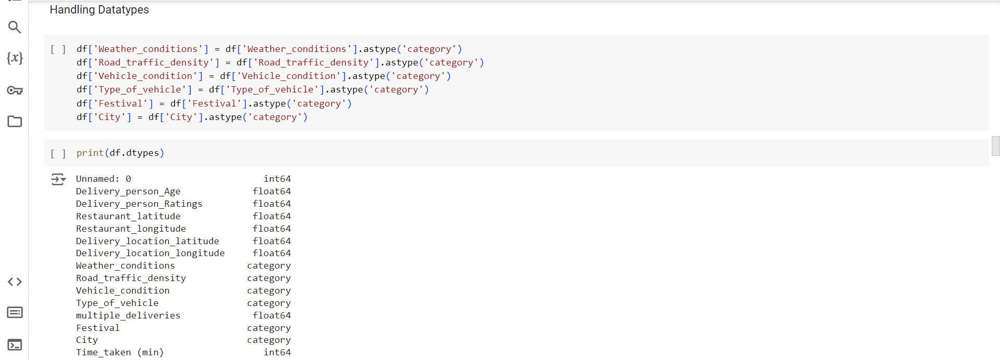 Handling Datatypes
{x}
[ ] df['Weather_conditions'] = df['Weather_conditions'].astype('category')
df['Road_traffic_density'] = df['Road_traffic_density'].astype('category')
df['Vehicle_condition'] = df['Vehicle_condition'].astype('category')
df['Type_of_vehicle'] = df['Type_of_vehicle'].astype('category')
df['Festival'] = df['Festival'].astype('category')
df['City'] = df['City'].astype('category')
[ ] print(df.dtypes)
Unnamed: 0 int64
Delivery_person_Age float64
Delivery_person_Ratings float64
Restaurant_latitude float64
Restaurant_longitude float64
Delivery_location_latitude float64
Delivery_location_longitude float64
Weather_conditions category
Road_traffic_density category
Vehicle_condition category
Type_of_vehicle category
multiple_deliveries float64
Festival category
City category
Time_taken (min) int64